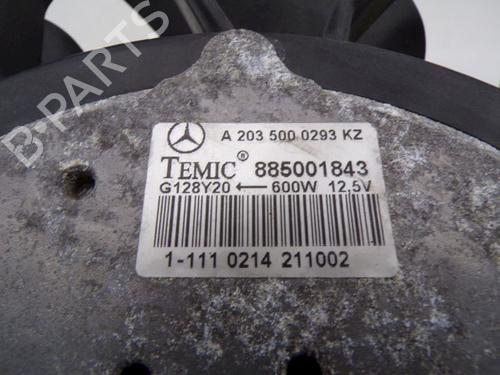 A 203 500 0293 KZ
TEMIC® 885001843
G128Y20 ← 600W 12,5V
1-111 0214 211002
B-PARTS